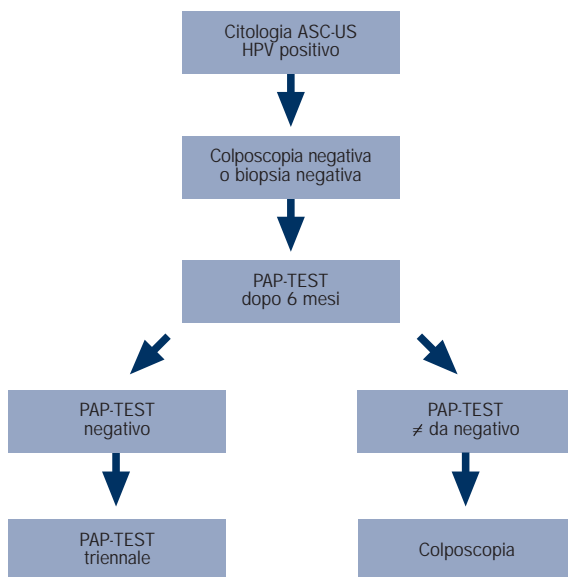 Citologia ASC-US
HPV positivo
Colposcopia negativa
o biopsia negativa
PAP-TEST
dopo 6 mesi
PAP-TEST
negativo
PAP-TEST
≠ da negativo
PAP-TEST
triennale
Colposcopia